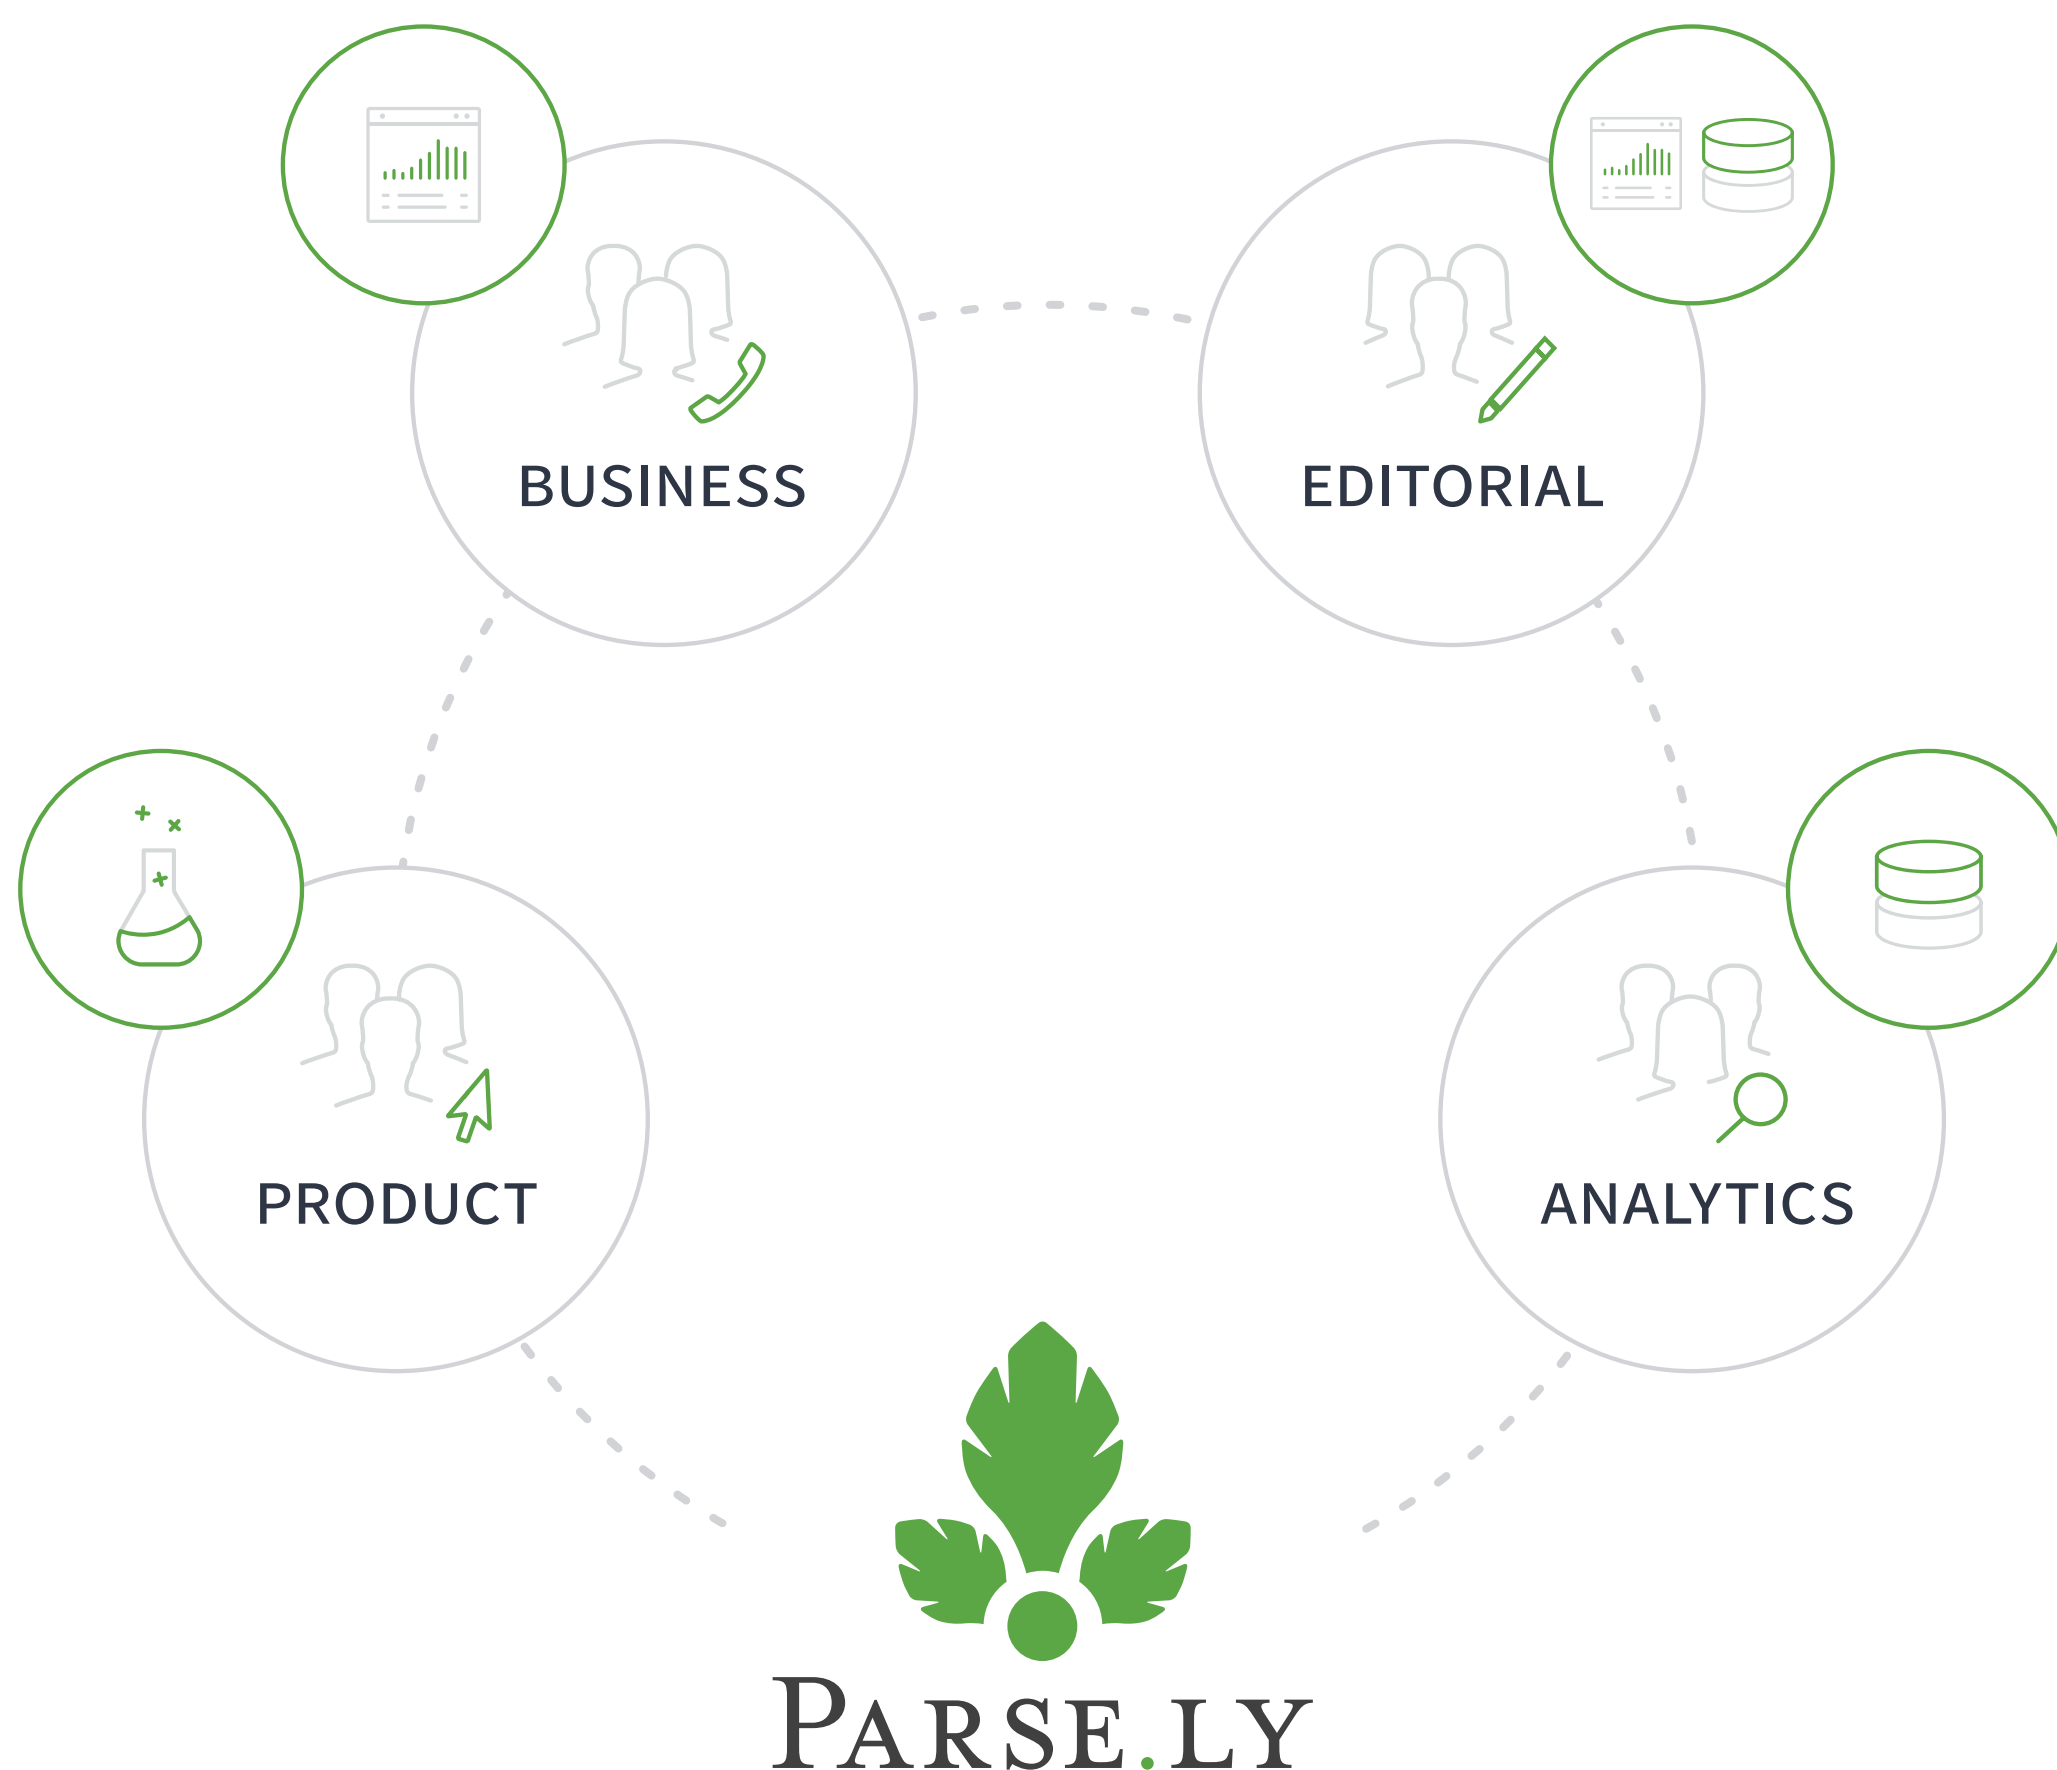 BUSINESS
EDITORIAL
PRODUCT
ANALYTICS
PARSE.LY